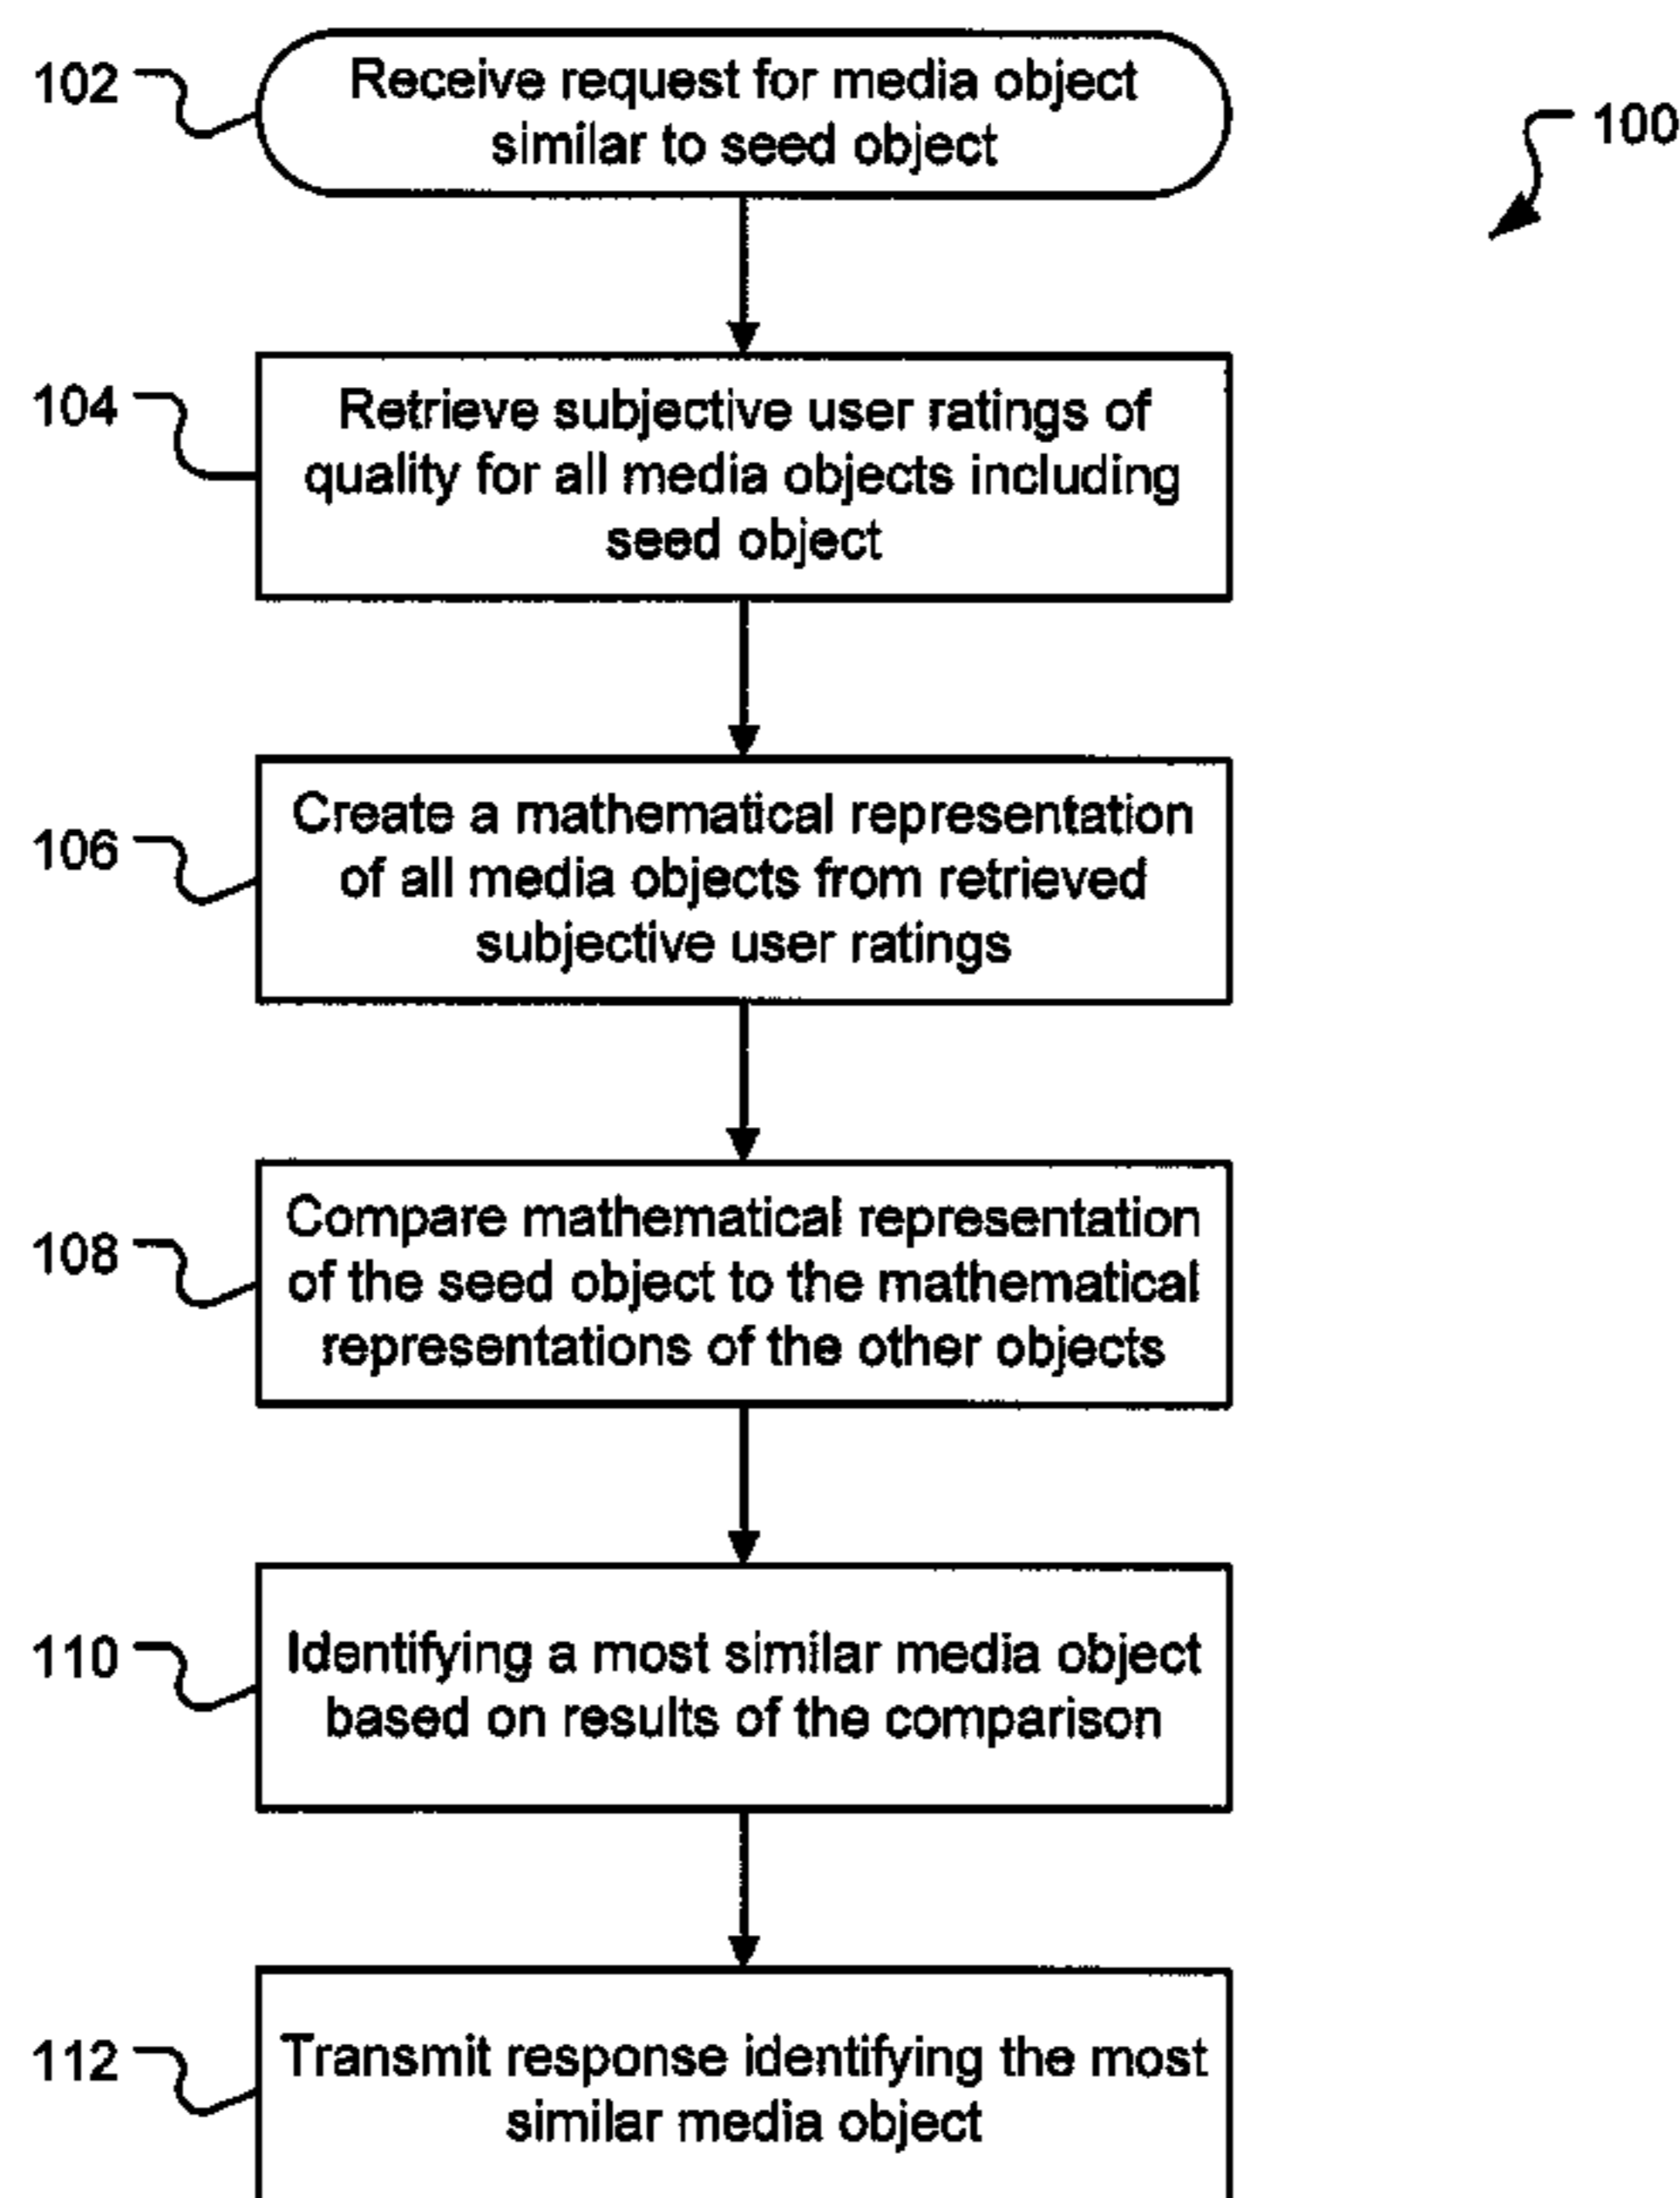 102
Receive request for media object
similar to seed object
100
104
Retrieve subjective user ratings of
quality for all media objects including
seed object
106
Create a mathematical representation
of all media objects from retrieved
subjective user ratings
108
Compare mathematical representation
of the seed object to the mathematical
representations of the other objects
110
Identifying a most similar media object
based on results of the comparison
112
Transmit response identifying the most
similar media object